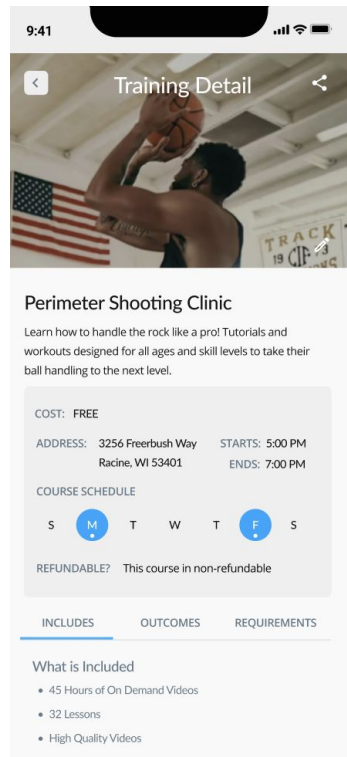 9:41
Training Detail
TRACK
19 CIF
Perimeter Shooting Clinic
Learn how to handle the rock like a pro! Tutorials and
workouts designed for all ages and skill levels to take their
ball handling to the next level.
COST: FREE
ADDRESS: 3256 Freerbush Way STARTS: 5:00 PM
Racine, WI 53401 ENDS: 7:00 PM
COURSE SCHEDULE
S M T W T F S
REFUNDABLE? This course in non-refundable
INCLUDES OUTCOMES REQUIREMENTS
What is Included
• 45 Hours of On Demand Videos
• 32 Lessons
• High Quality Videos